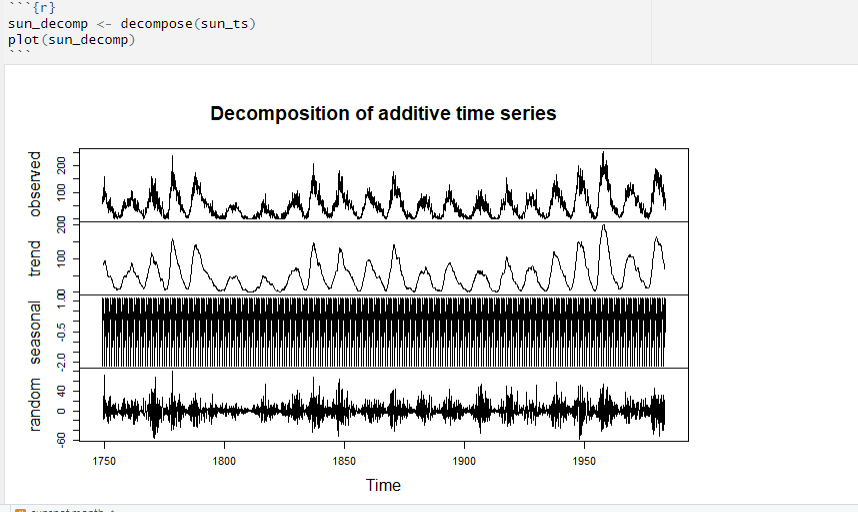 ```{r}
sun_decomp <- decompose(sun_ts)
plot(sun_decomp)
```
Decomposition of additive time series
observed
200
100
trend
200
100
seasonal
1.0
-0.5
-2.0
random
40
0
-60
1750 1800 1850 1900 1950
Time